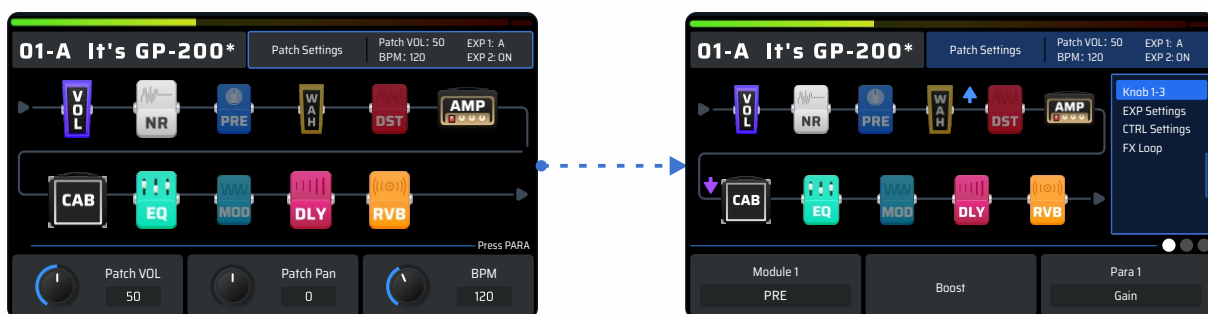 01-A It's GP-200*
Patch Settings
Patch VOL: 50 EXP 1: A
BPM: 120 EXP 2: ON
VOL
NR
PRE
WAH
DST
AMP
CAB
EQ
MOD
DLY
RVB
Press PARA
Patch VOL
50
Patch Pan
0
BPM
120
01-A It's GP-200*
Patch Settings
Patch VOL: 50 EXP 1: A
BPM: 120 EXP 2: ON
VOL
NR
PRE
WAH
DST
AMP
Knob 1-3
EXP Settings
CTRL Settings
FX Loop
CAB
EQ
MOD
DLY
RVB
Module 1
PRE
Boost
Para 1
Gain